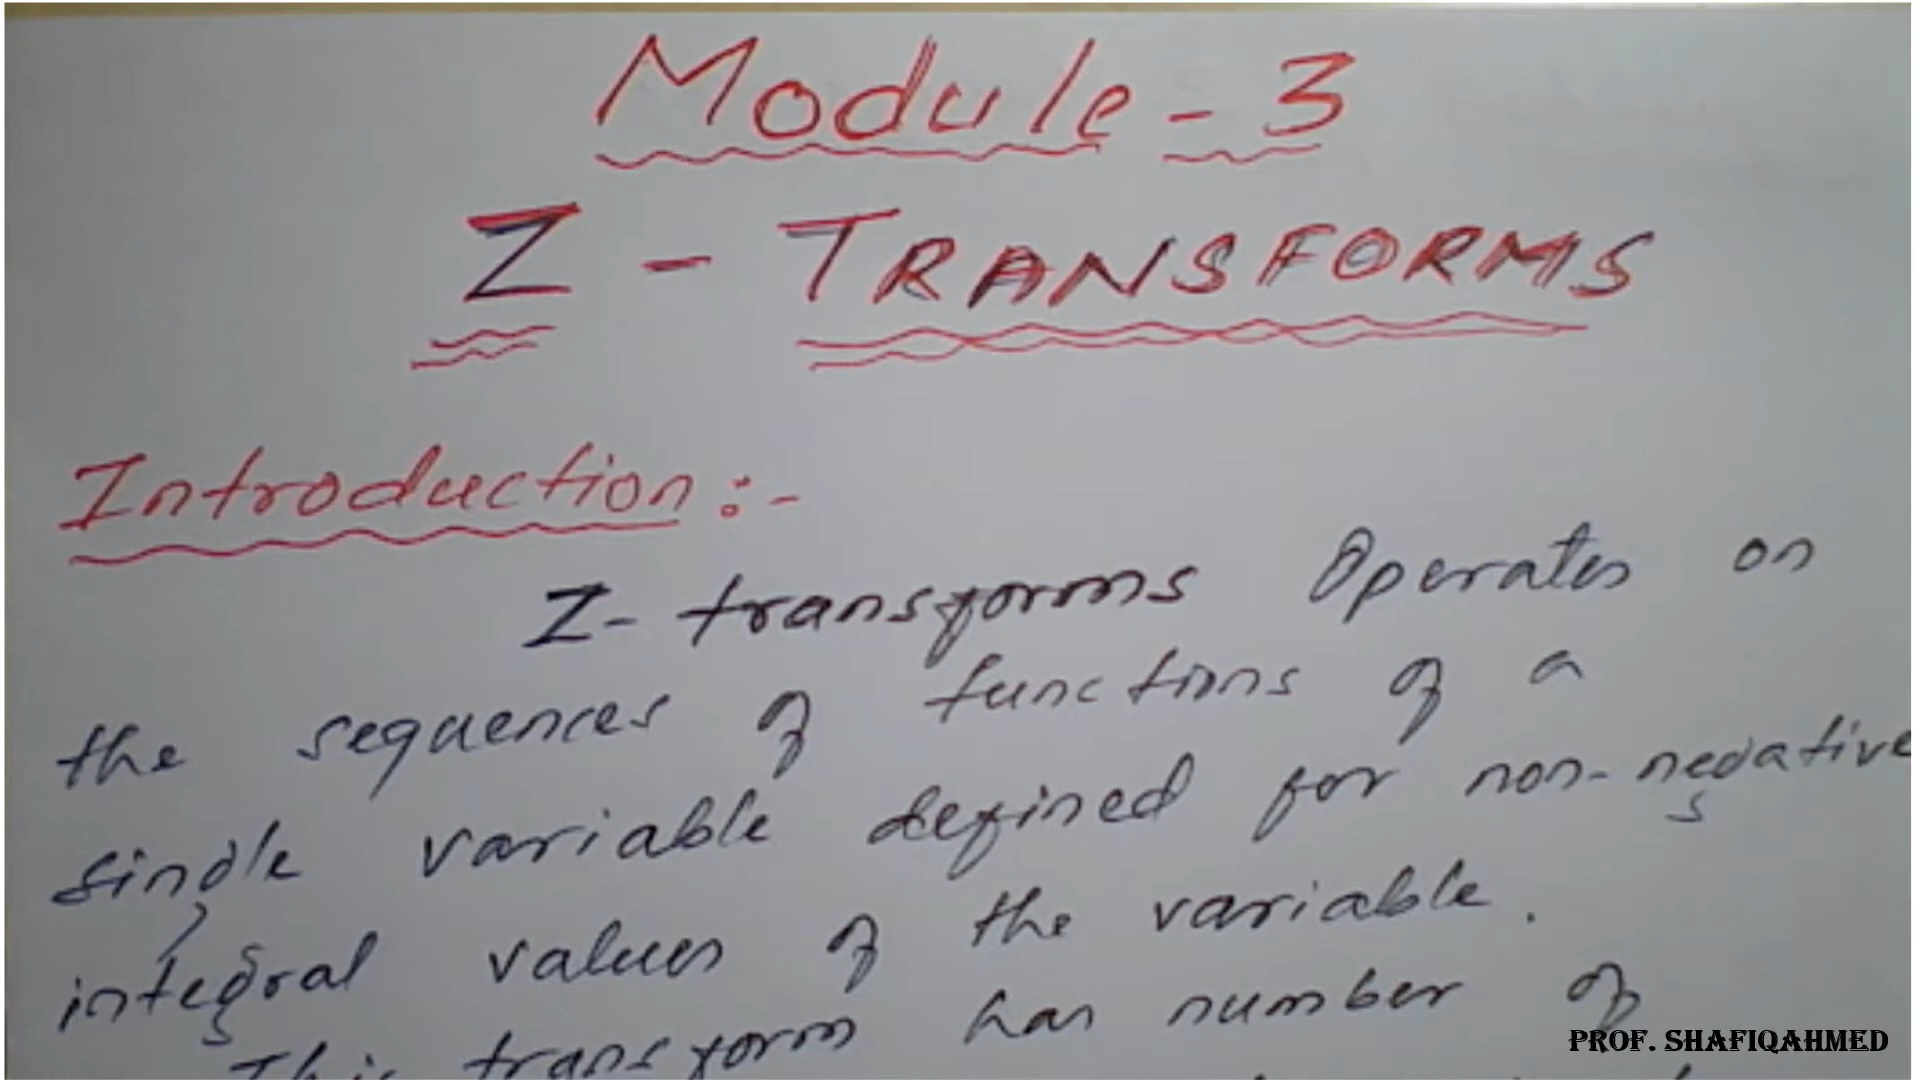 Module - 3
Z - TRANSFORMS
Introduction :-
Z - transforms Operates on
the sequences of functions of a
single variable defined for non-negative
integral values of the variable.
This transform has number of
PROF. SHAFIQAHMED